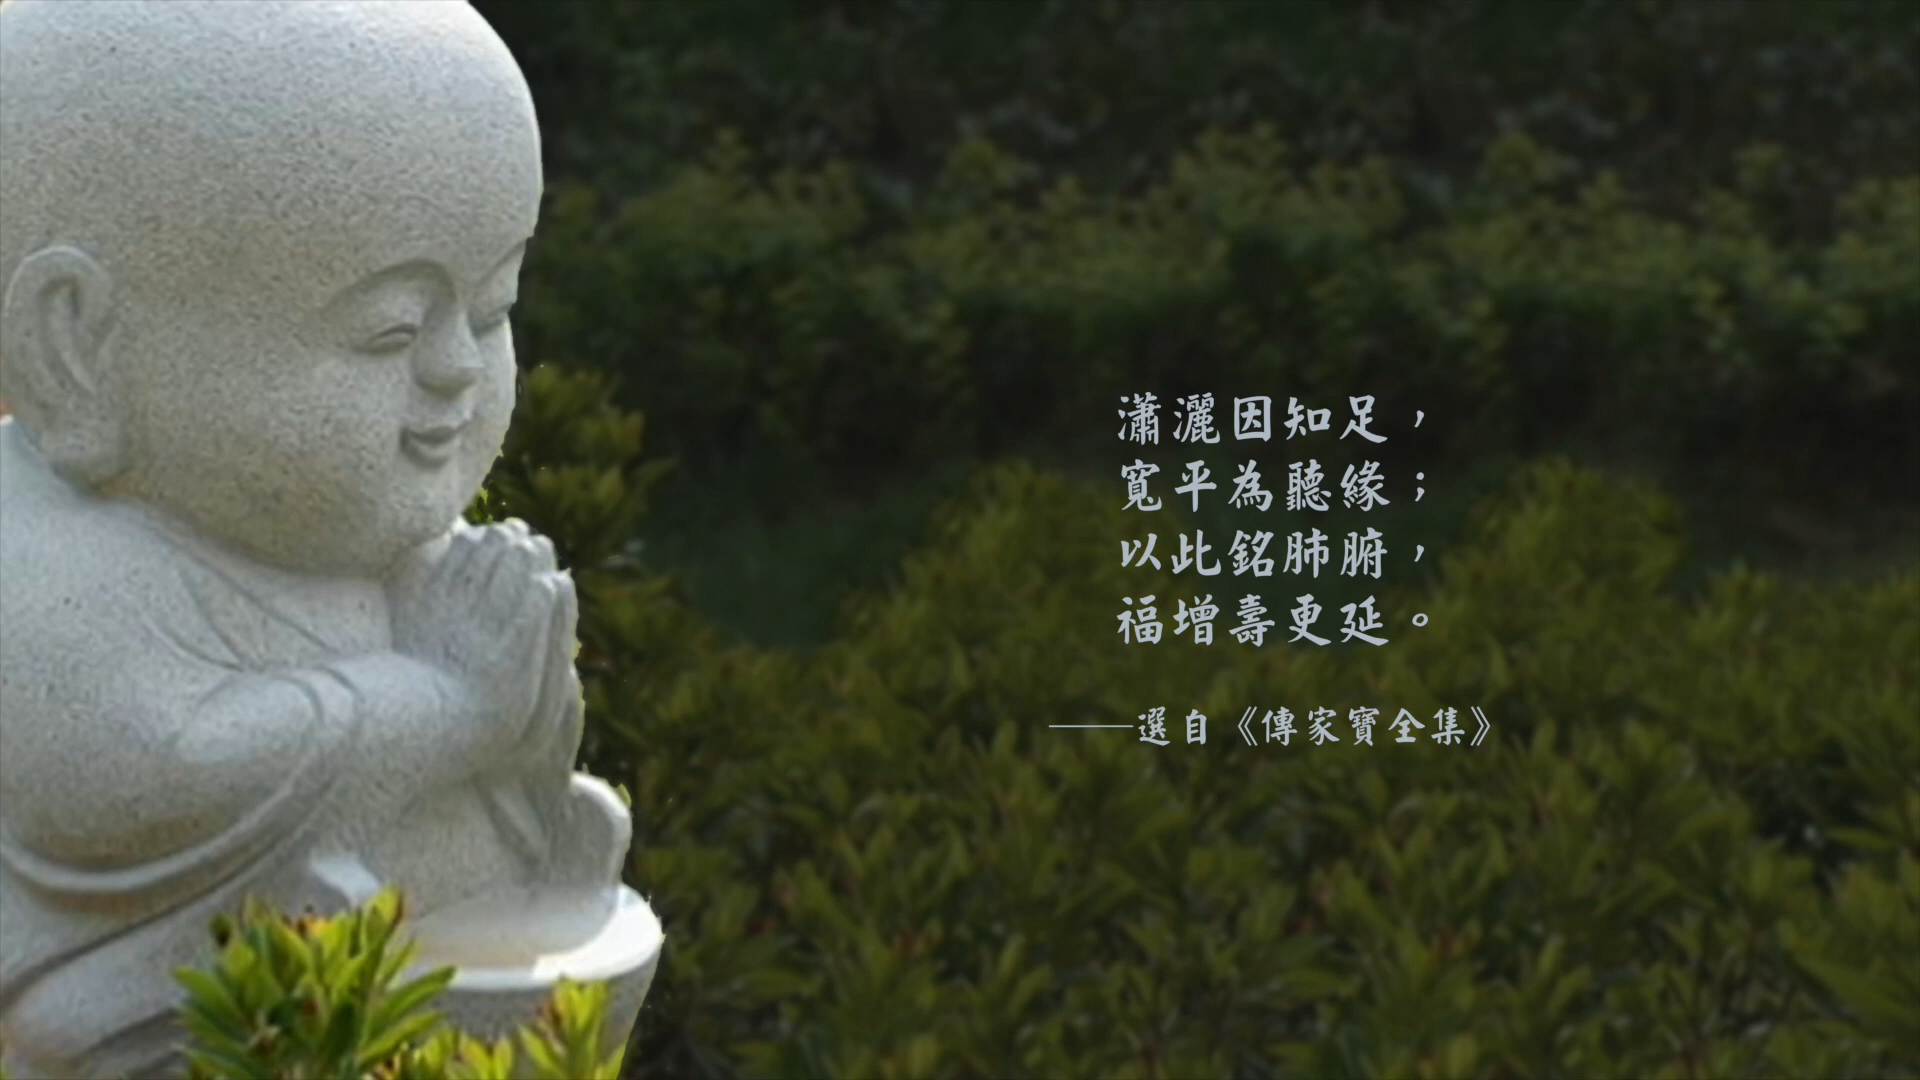 瀟灑因知足，
寬平為聽緣；
以此銘肺腑，
福增壽更延。
——選自《傳家寶全集》